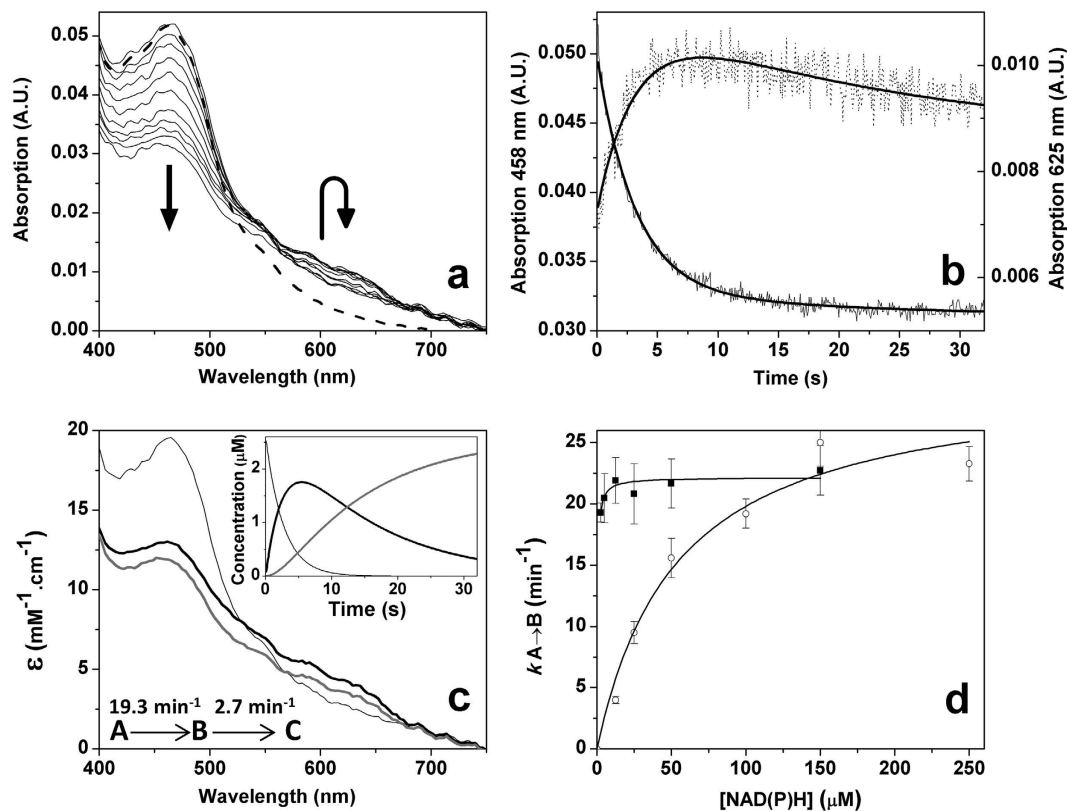 0.05
0.04
0.03
0.02
0.01
0.00
Absorption (A.U.)
400 500 600 700
Wavelength (nm)
a
0.050
0.045
0.040
0.035
0.030
Absorption 458 nm (A.U.)
0.010
0.008
0.006
Absorption 625 nm (A.U.)
0 5 10 15 20 25 30
Time (s)
b
20
15
10
5
0
ε (mM⁻¹.cm⁻¹)
400 500 600 700
Wavelength (nm)
2
1
0
Concentration (μM)
0 10 20 30
Time (s)
19.3 min⁻¹ 2.7 min⁻¹
A B C
c
25
20
15
10
5
0
k A→B (min⁻¹)
0 50 100 150 200 250
[NAD(P)H] (μM)
d